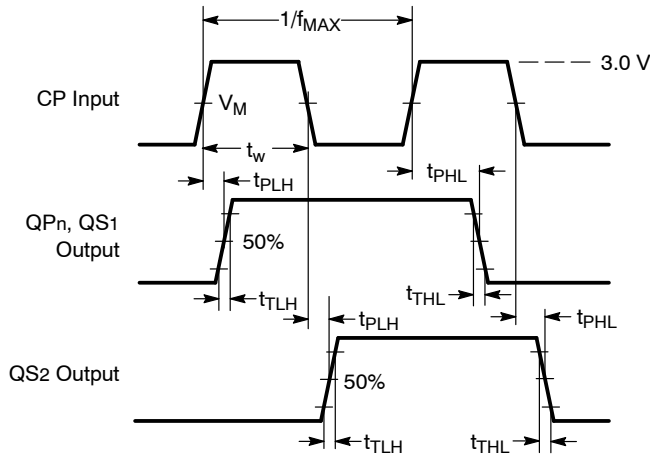 1/fMAX
3.0 V
CP Input
VM
tw
tPLH
tPHL
QPn, QS1
Output
50%
tTLH
tTHL
tPLH
tPHL
QS2 Output
50%
tTLH
tTHL